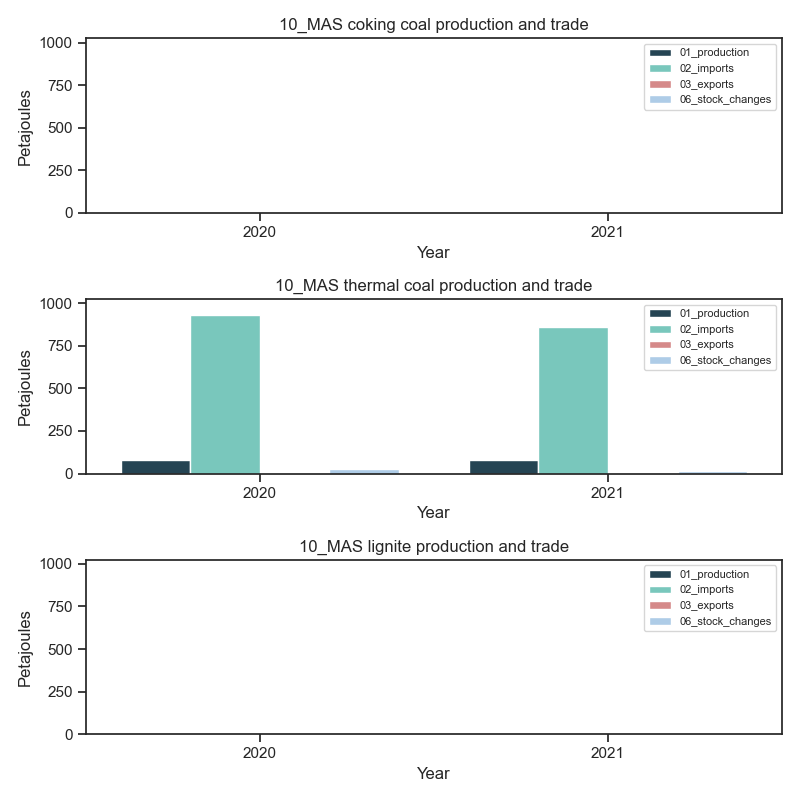 10_MAS coking coal production and trade
1000
750
500
250
0
Petajoules
01_production
02_imports
03_exports
06_stock_changes
2020
2021
Year
10_MAS thermal coal production and trade
1000
750
500
250
0
Petajoules
01_production
02_imports
03_exports
06_stock_changes
2020
2021
Year
10_MAS lignite production and trade
1000
750
500
250
0
Petajoules
01_production
02_imports
03_exports
06_stock_changes
2020
2021
Year